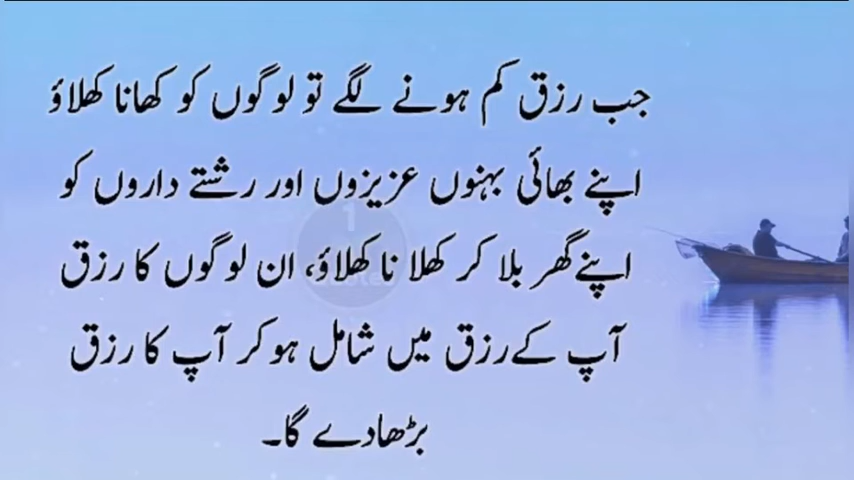 جب رزق کم ہونے لگے تو لوگوں کو کھانا کھلاؤ
اپنے بھائی بہنوں عزیزوں اور رشتے داروں کو
اپنے گھر بلا کر کھلا نا کھلاؤ، ان لوگوں کا رزق
آپ کے رزق میں شامل ہو کر آپ کا رزق
بڑھادے گا۔